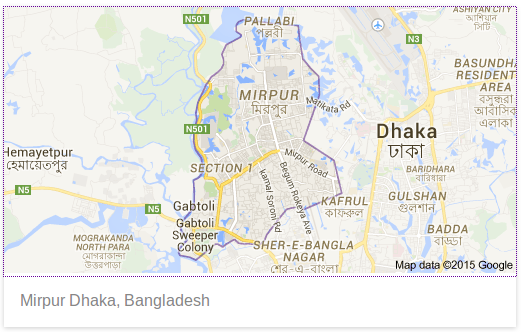 ASHIYAN CITY
আশিয়ান
সিটি
N501
PALLABI
পল্লবী
N3
BASUNDHARA
RESIDENTIAL
AREA
বসুন্ধরা
আবাসিক
এলাকা
MIRPUR
মিরপুর
Matikata Rd
N501
Dhaka
ঢাকা
Hemayetpur
হেমায়েতপুর
SECTION 1
Mirpur Road
BARIDHARA
বারিধারা
Begum Rokeya Ave
kamal Sorom Rd
N5
N5
Gabtoli
KAFRUL
কাফরুল
GULSHAN
গুলশান
Gabtoli
Sweeper
Colony
BADDA
বাড্ডা
MOGRAKANDA
NORTH PARA
মোগরাকান্দা
উত্তরপাড়া
SHER-E-BANGLA
NAGAR
শের-এ-বাংলা
Map data ©2015 Google
Mirpur Dhaka, Bangladesh